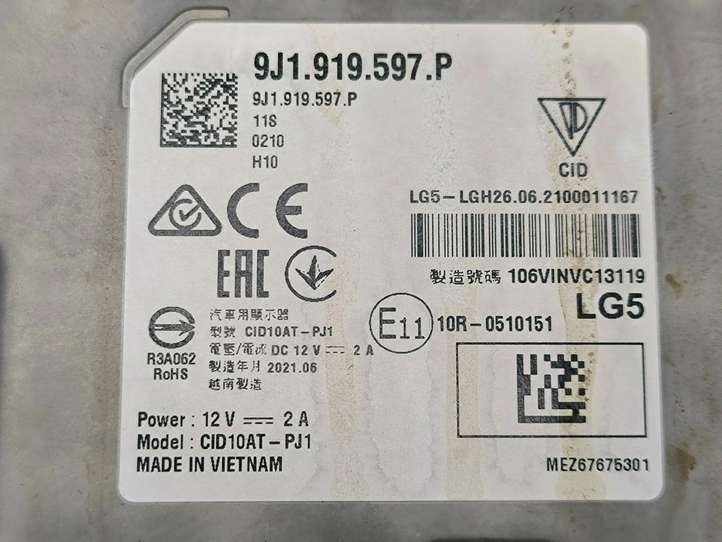 9J1.919.597.P
9J1.919.597.P
11S
0210
H10
CID
LG5-LGH26.06.2100011167
CE
EAC
製造號碼 106VINVC13119
LG5
汽車用顯示器
型號 CID10AT-PJ1
電壓/電流 DC 12 V ⎓ 2 A
製造年月 2021.06
越南製造
R3A062
RoHS
E11
10R-0510151
Power : 12 V ⎓ 2 A
Model : CID10AT-PJ1
MADE IN VIETNAM
MEZ67675301